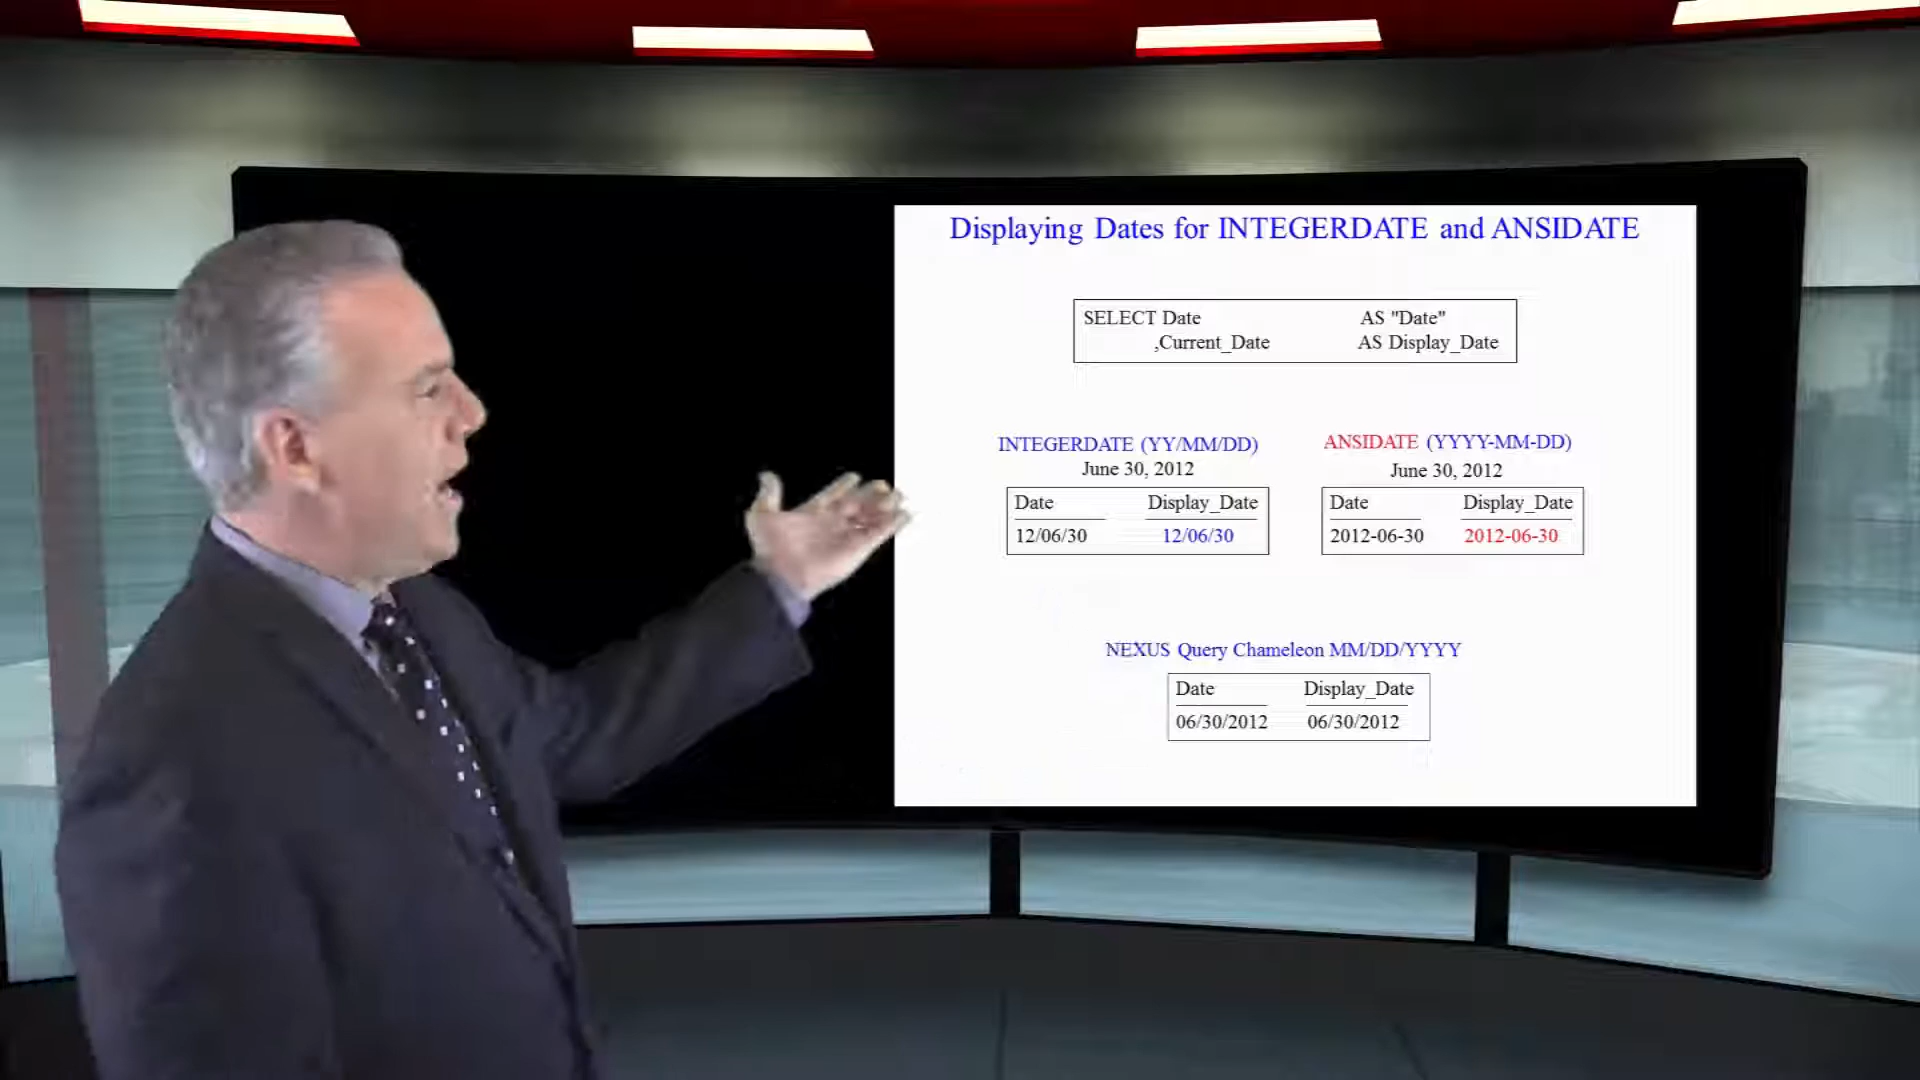 Displaying Dates for INTEGERDATE and ANSIDATE
SELECT Date AS "Date"
,Current_Date AS Display_Date
INTEGERDATE (YY/MM/DD)
June 30, 2012
Date Display_Date
12/06/30 12/06/30
ANSIDATE (YYYY-MM-DD)
June 30, 2012
Date Display_Date
2012-06-30 2012-06-30
NEXUS Query Chameleon MM/DD/YYYY
Date Display_Date
06/30/2012 06/30/2012